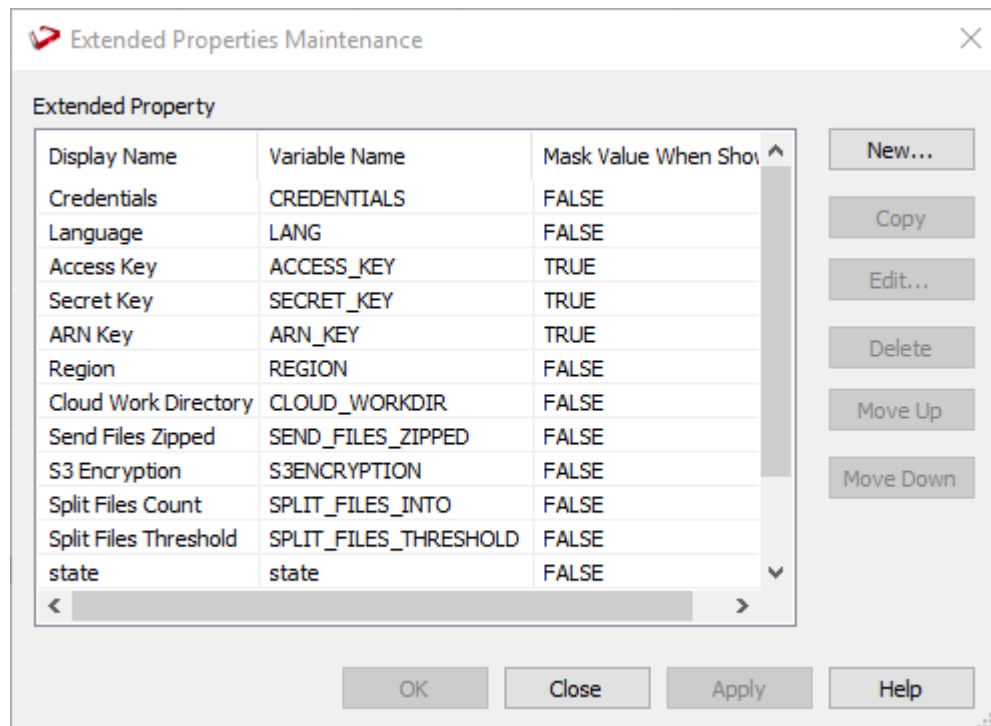 Extended Properties Maintenance
Extended Property
Display Name Variable Name Mask Value When Show
Credentials CREDENTIALS FALSE
Language LANG FALSE
Access Key ACCESS_KEY TRUE
Secret Key SECRET_KEY TRUE
ARN Key ARN_KEY TRUE
Region REGION FALSE
Cloud Work Directory CLOUD_WORKDIR FALSE
Send Files Zipped SEND_FILES_ZIPPED FALSE
S3 Encryption S3ENCRYPTION FALSE
Split Files Count SPLIT_FILES_INTO FALSE
Split Files Threshold SPLIT_FILES_THRESHOLD FALSE
state state FALSE
New...
Copy
Edit...
Delete
Move Up
Move Down
OK Close Apply Help